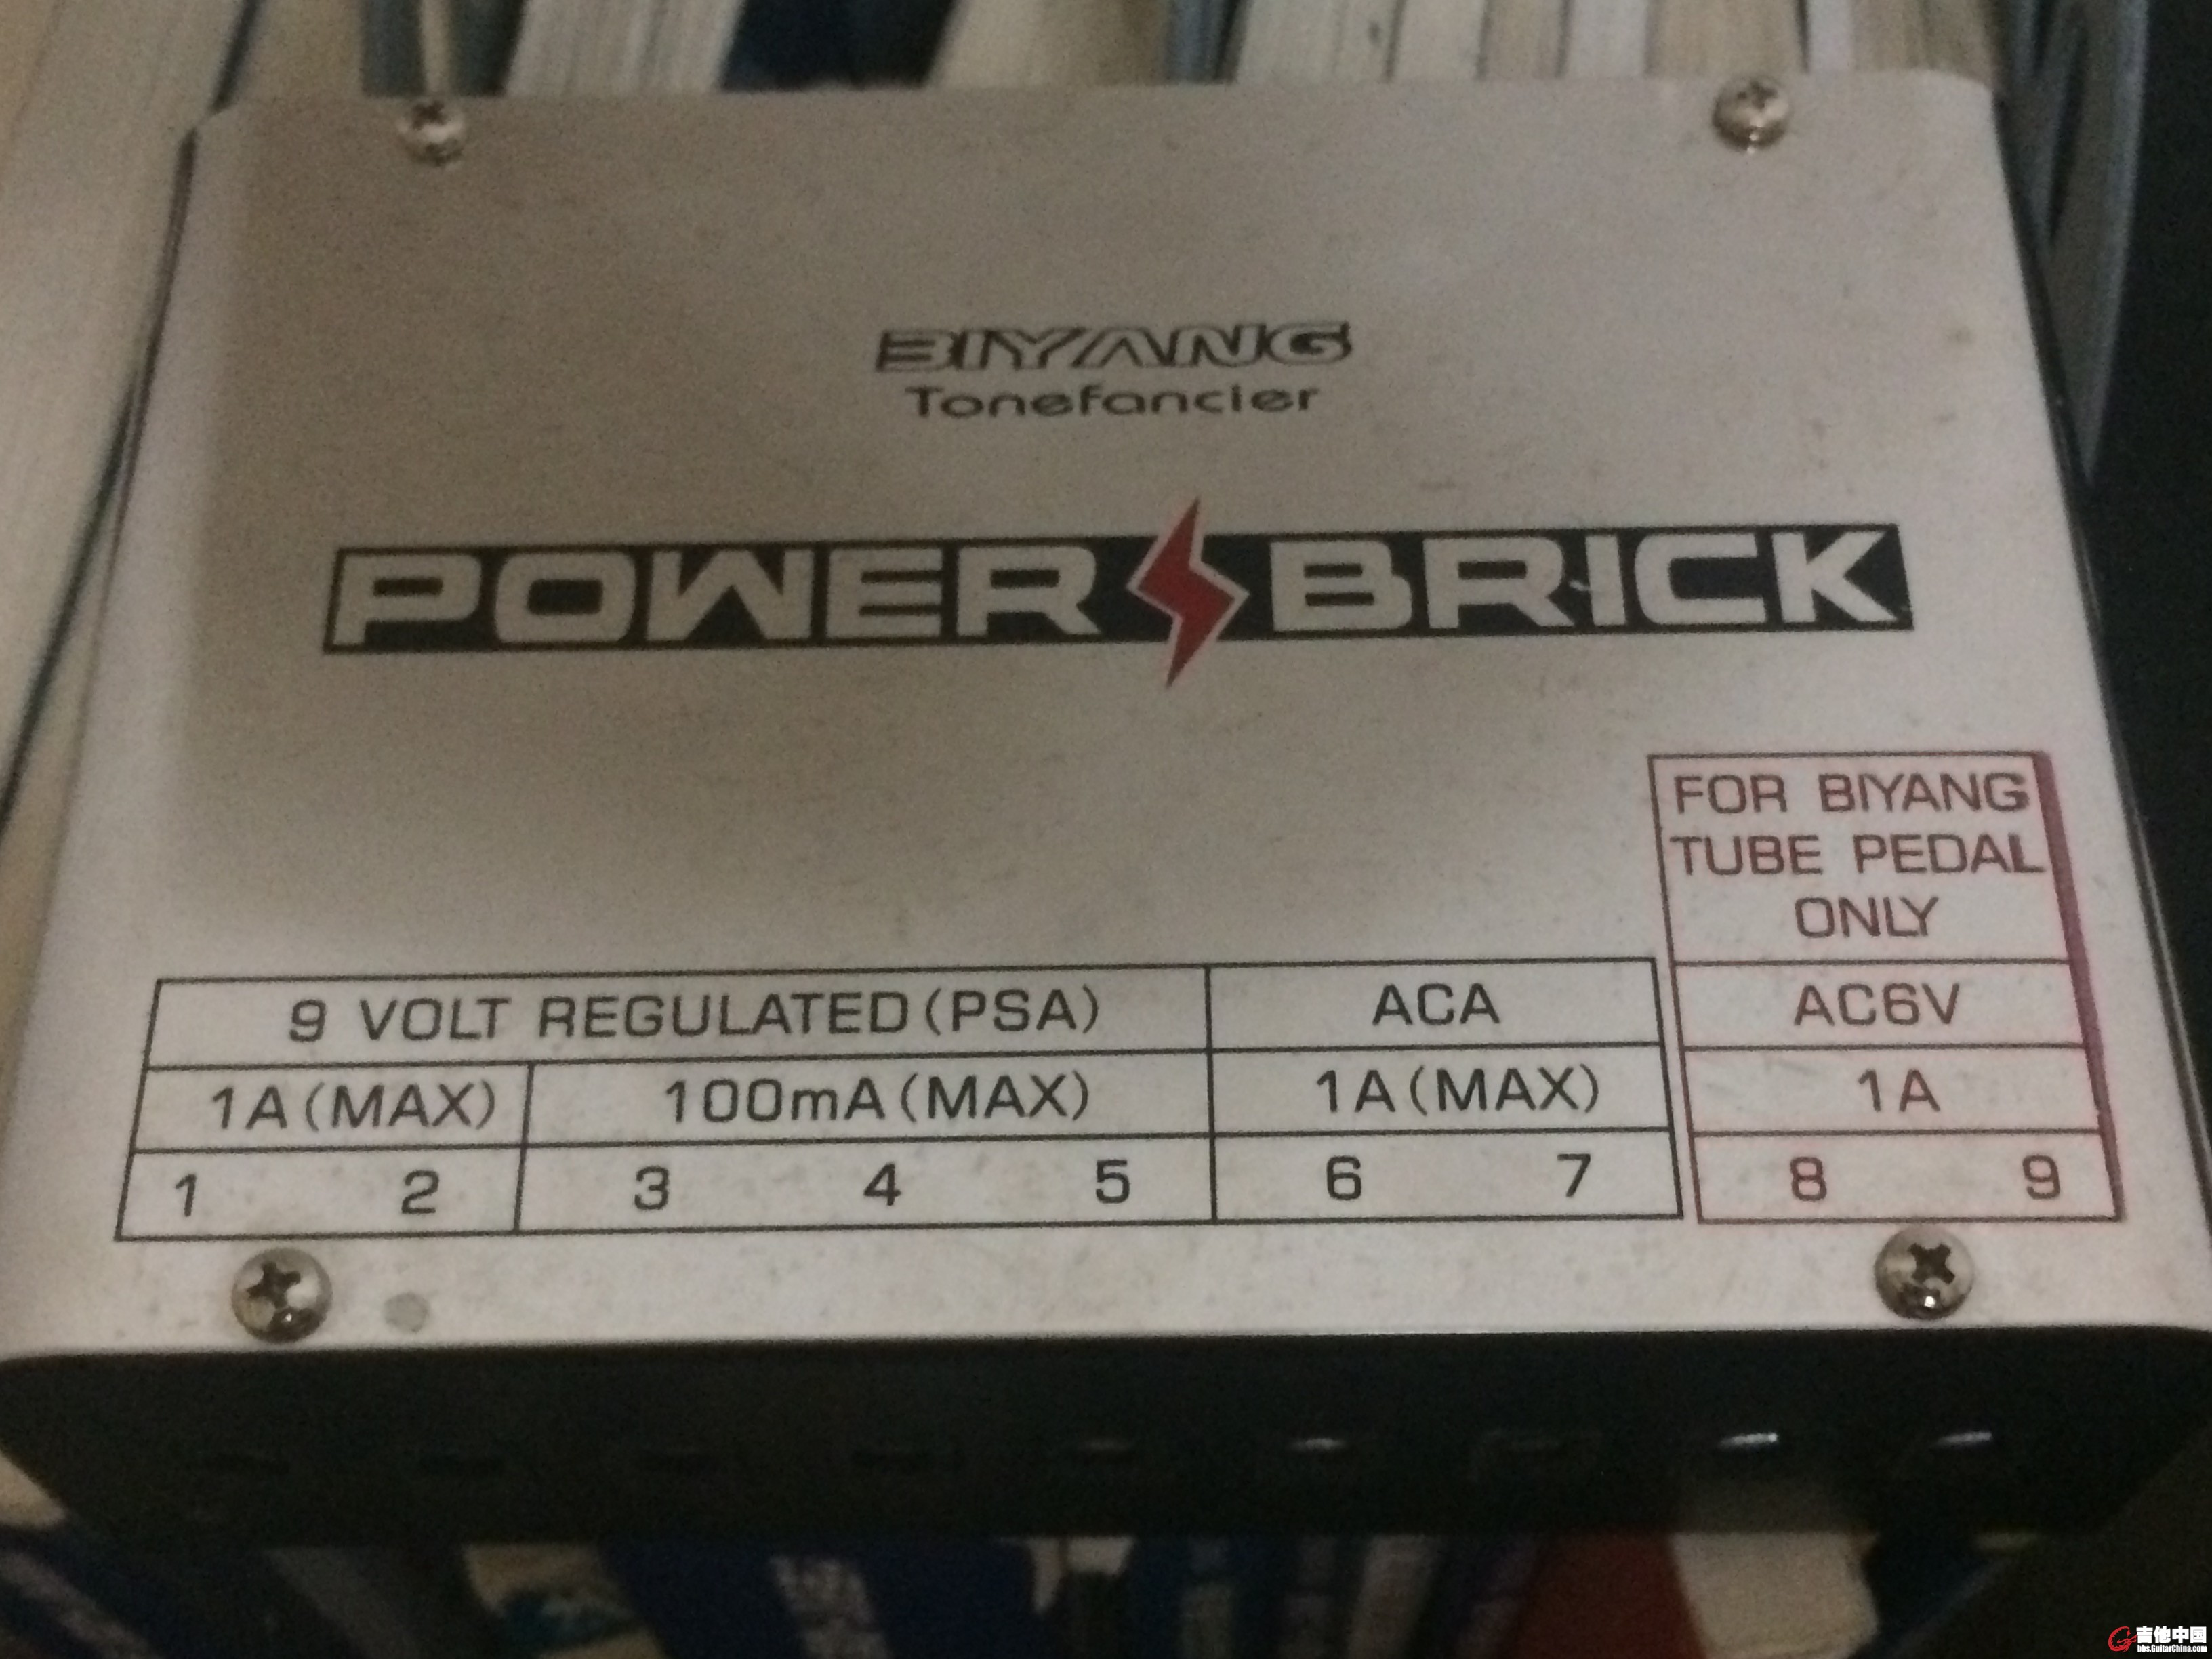 BIYANG
Tonefancier
POWER BRICK
FOR BIYANG
TUBE PEDAL
ONLY
9 VOLT REGULATED (PSA) ACA AC6V
1A (MAX) 100mA (MAX) 1A (MAX) 1A
1 2 3 4 5 6 7 8 9
吉他中国
bbs.GuitarChina.com